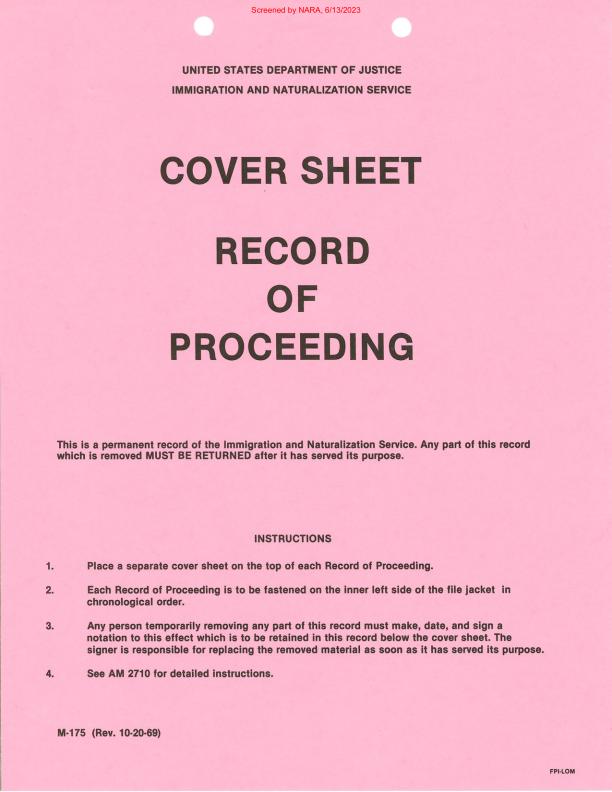 Screened by NARA, 6/13/2023
UNITED STATES DEPARTMENT OF JUSTICE
IMMIGRATION AND NATURALIZATION SERVICE
COVER SHEET
RECORD
OF
PROCEEDING
This is a permanent record of the Immigration and Naturalization Service. Any part of this record
which is removed MUST BE RETURNED after it has served its purpose.
INSTRUCTIONS
1. Place a separate cover sheet on the top of each Record of Proceeding.
2. Each Record of Proceeding is to be fastened on the inner left side of the file jacket in
chronological order.
3. Any person temporarily removing any part of this record must make, date, and sign a
notation to this effect which is to be retained in this record below the cover sheet. The
signer is responsible for replacing the removed material as soon as it has served its purpose.
4. See AM 2710 for detailed instructions.
M-175 (Rev. 10-20-69)
FPI-LOM